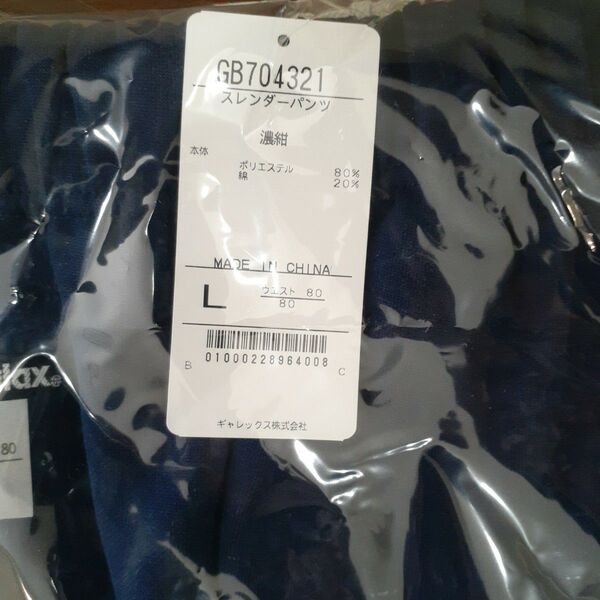 GB704321
スレンダーパンツ
濃紺
本体
ポリエステル 80%
綿 20%
MADE IN CHINA
L
ウエスト 80
80
01000228964008
B C
ギャレックス株式会社
80